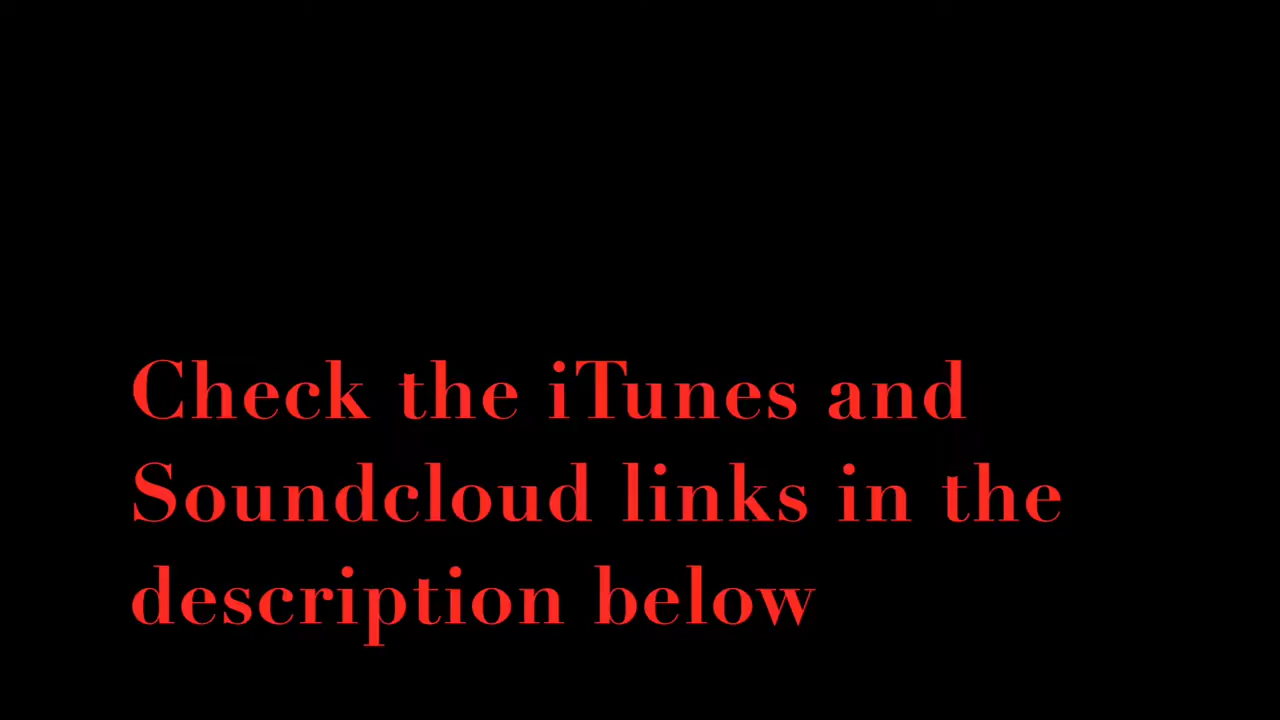 Check the iTunes and
Soundcloud links in the
description below